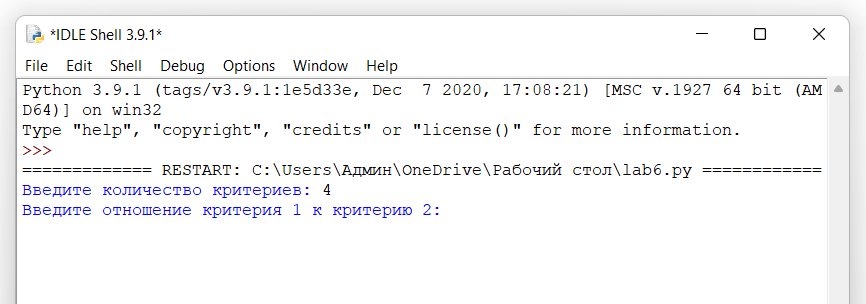 *IDLE Shell 3.9.1*
File Edit Shell Debug Options Window Help
Python 3.9.1 (tags/v3.9.1:1e5d33e, Dec  7 2020, 17:08:21) [MSC v.1927 64 bit (AM
D64)] on win32
Type "help", "copyright", "credits" or "license()" for more information.
>>>
============= RESTART: C:\Users\Админ\OneDrive\Рабочий стол\lab6.py ============
Введите количество критериев: 4
Введите отношение критерия 1 к критерию 2: